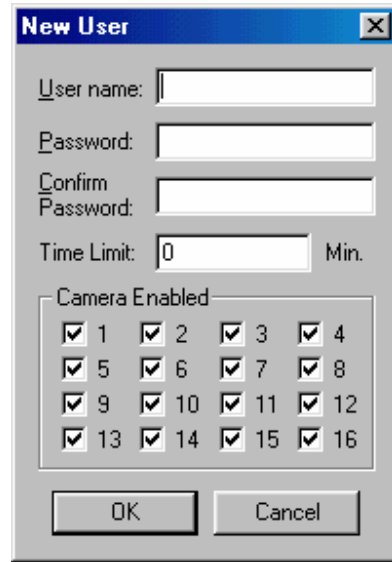 New User
User name:
Password:
Confirm
Password:
Time Limit: 0 Min.
Camera Enabled
1 2 3 4
5 6 7 8
9 10 11 12
13 14 15 16
OK Cancel